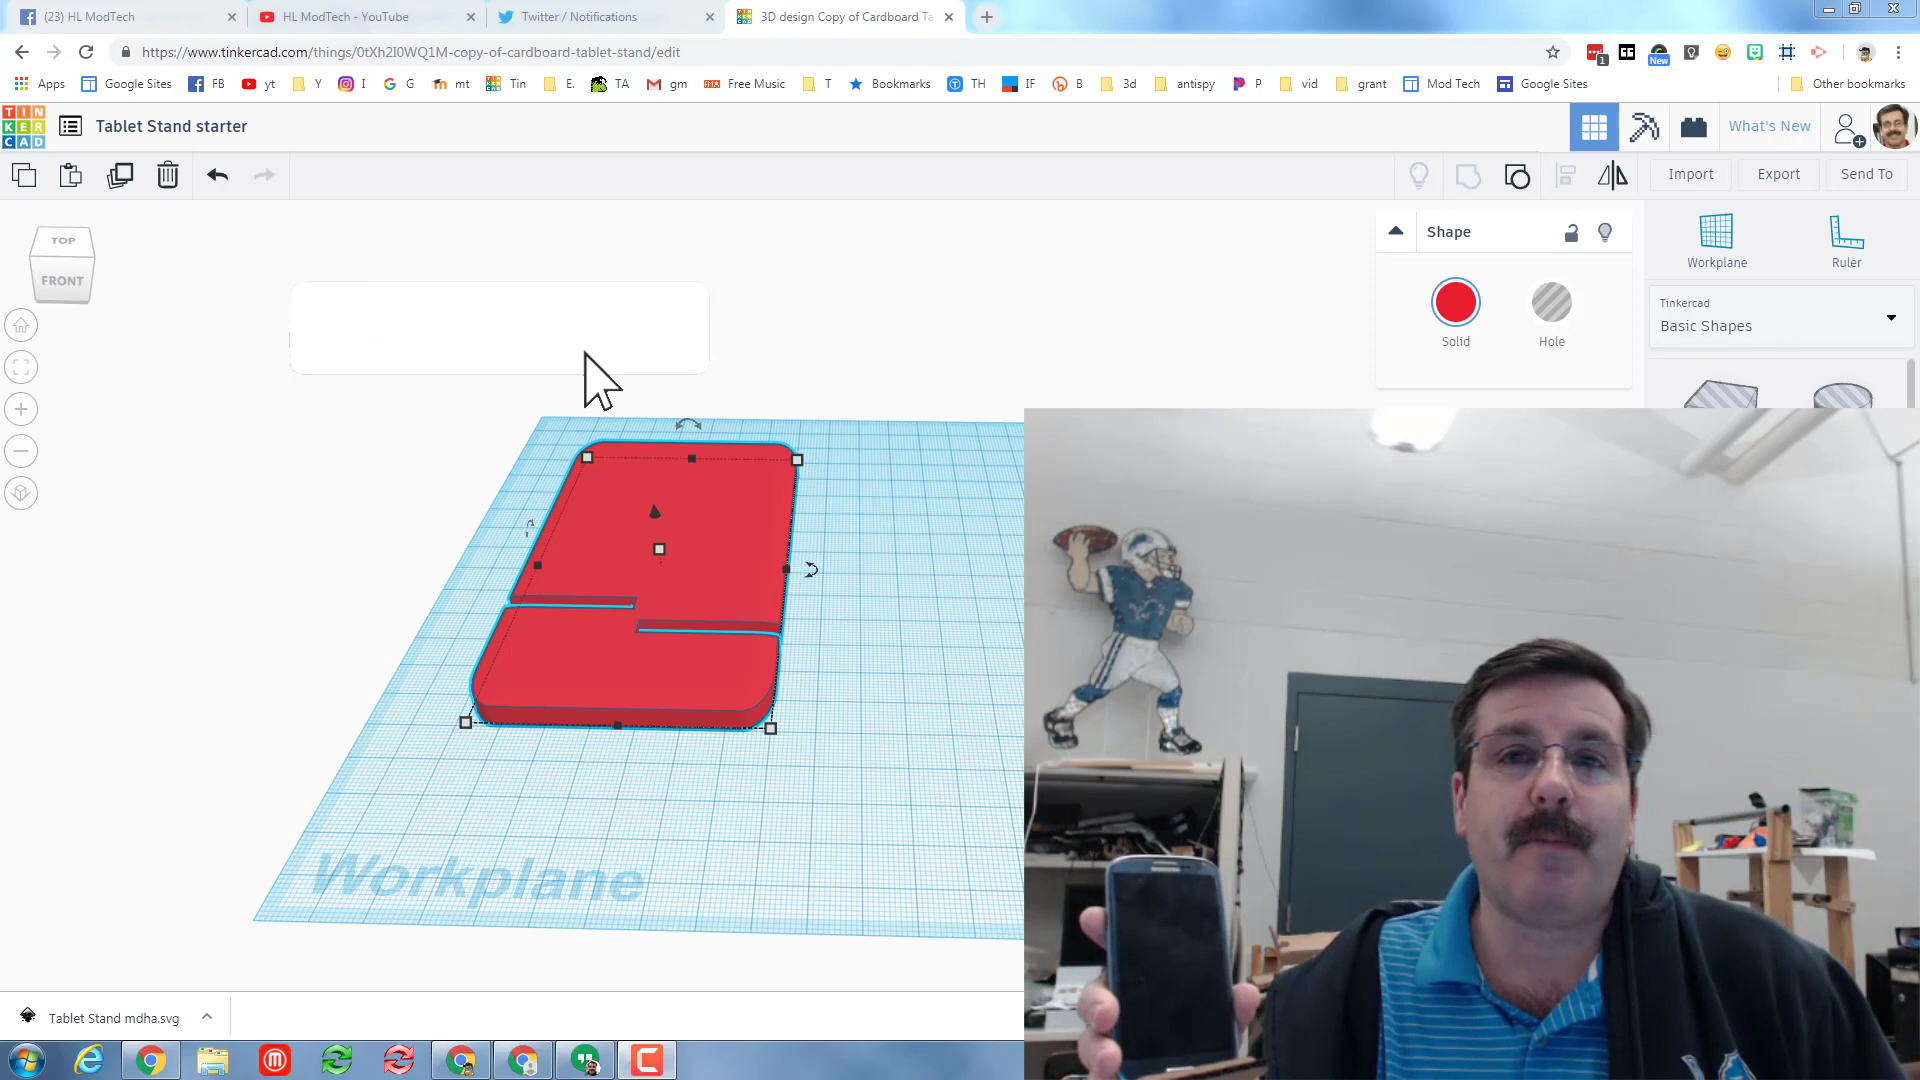 (23) HL ModTech
HL ModTech - YouTube
Twitter / Notifications
3D design Copy of Cardboard Ta
https://www.tinkercad.com/things/0tXh2I0WQ1M-copy-of-cardboard-tablet-stand/edit
1
New
Apps
Google Sites
FB
yt
Y
I
G
mt
Tin
E.
TA
gm
Free Music
T
Bookmarks
TH
IF
B
3d
antispy
P
vid
grant
Mod Tech
Google Sites
Other bookmarks
TIN
KER
CAD
Tablet Stand starter
What's New
Import
Export
Send To
TOP
FRONT
Shape
Solid
Hole
Workplane
Ruler
Tinkercad
Basic Shapes
Workplane
Tablet Stand mdha.svg